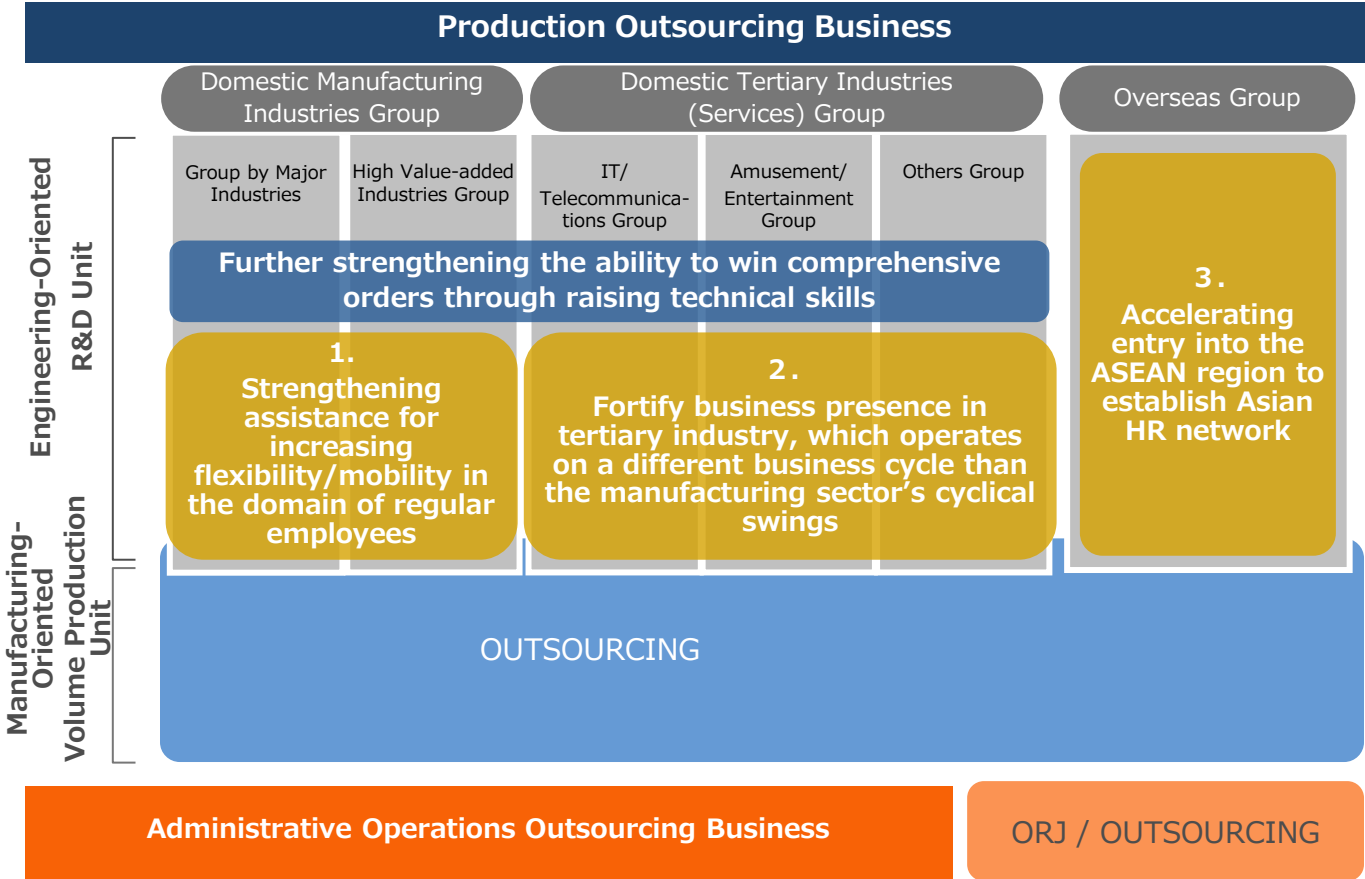 Production Outsourcing Business
Domestic Manufacturing
Industries Group
Domestic Tertiary Industries
(Services) Group
Overseas Group
Engineering-Oriented
R&D Unit
Group by Major
Industries
High Value-added
Industries Group
IT/
Telecommunica-
tions Group
Amusement/
Entertainment
Group
Others Group
Further strengthening the ability to win comprehensive
orders through raising technical skills
1.
Strengthening
assistance for
increasing
flexibility/mobility in
the domain of regular
employees
2.
Fortify business presence in
tertiary industry, which operates
on a different business cycle than
the manufacturing sector’s cyclical
swings
3.
Accelerating
entry into the
ASEAN region to
establish Asian
HR network
Manufacturing-
Oriented
Volume Production
Unit
OUTSOURCING
Administrative Operations Outsourcing Business
ORJ / OUTSOURCING